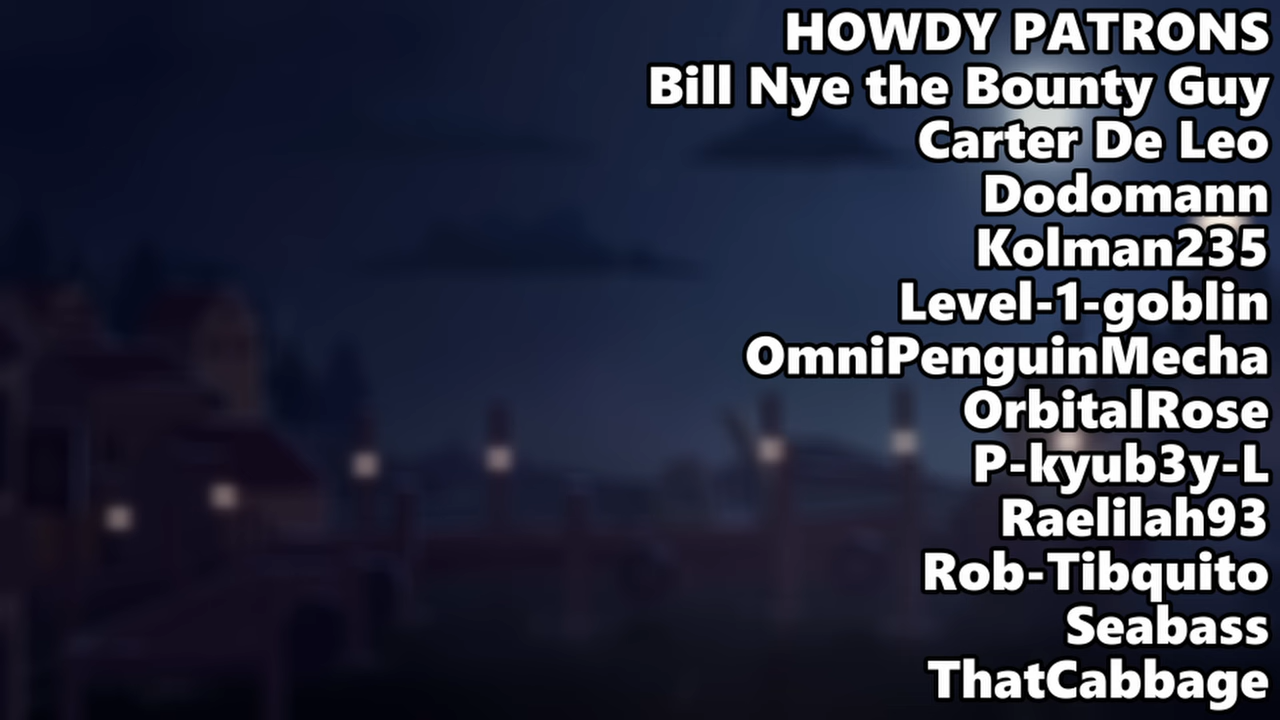 HOWDY PATRONS
Bill Nye the Bounty Guy
Carter De Leo
Dodomann
Kolman235
Level-1-goblin
OmniPenguinMecha
OrbitalRose
P-kyub3y-L
Raelilah93
Rob-Tibquito
Seabass
ThatCabbage